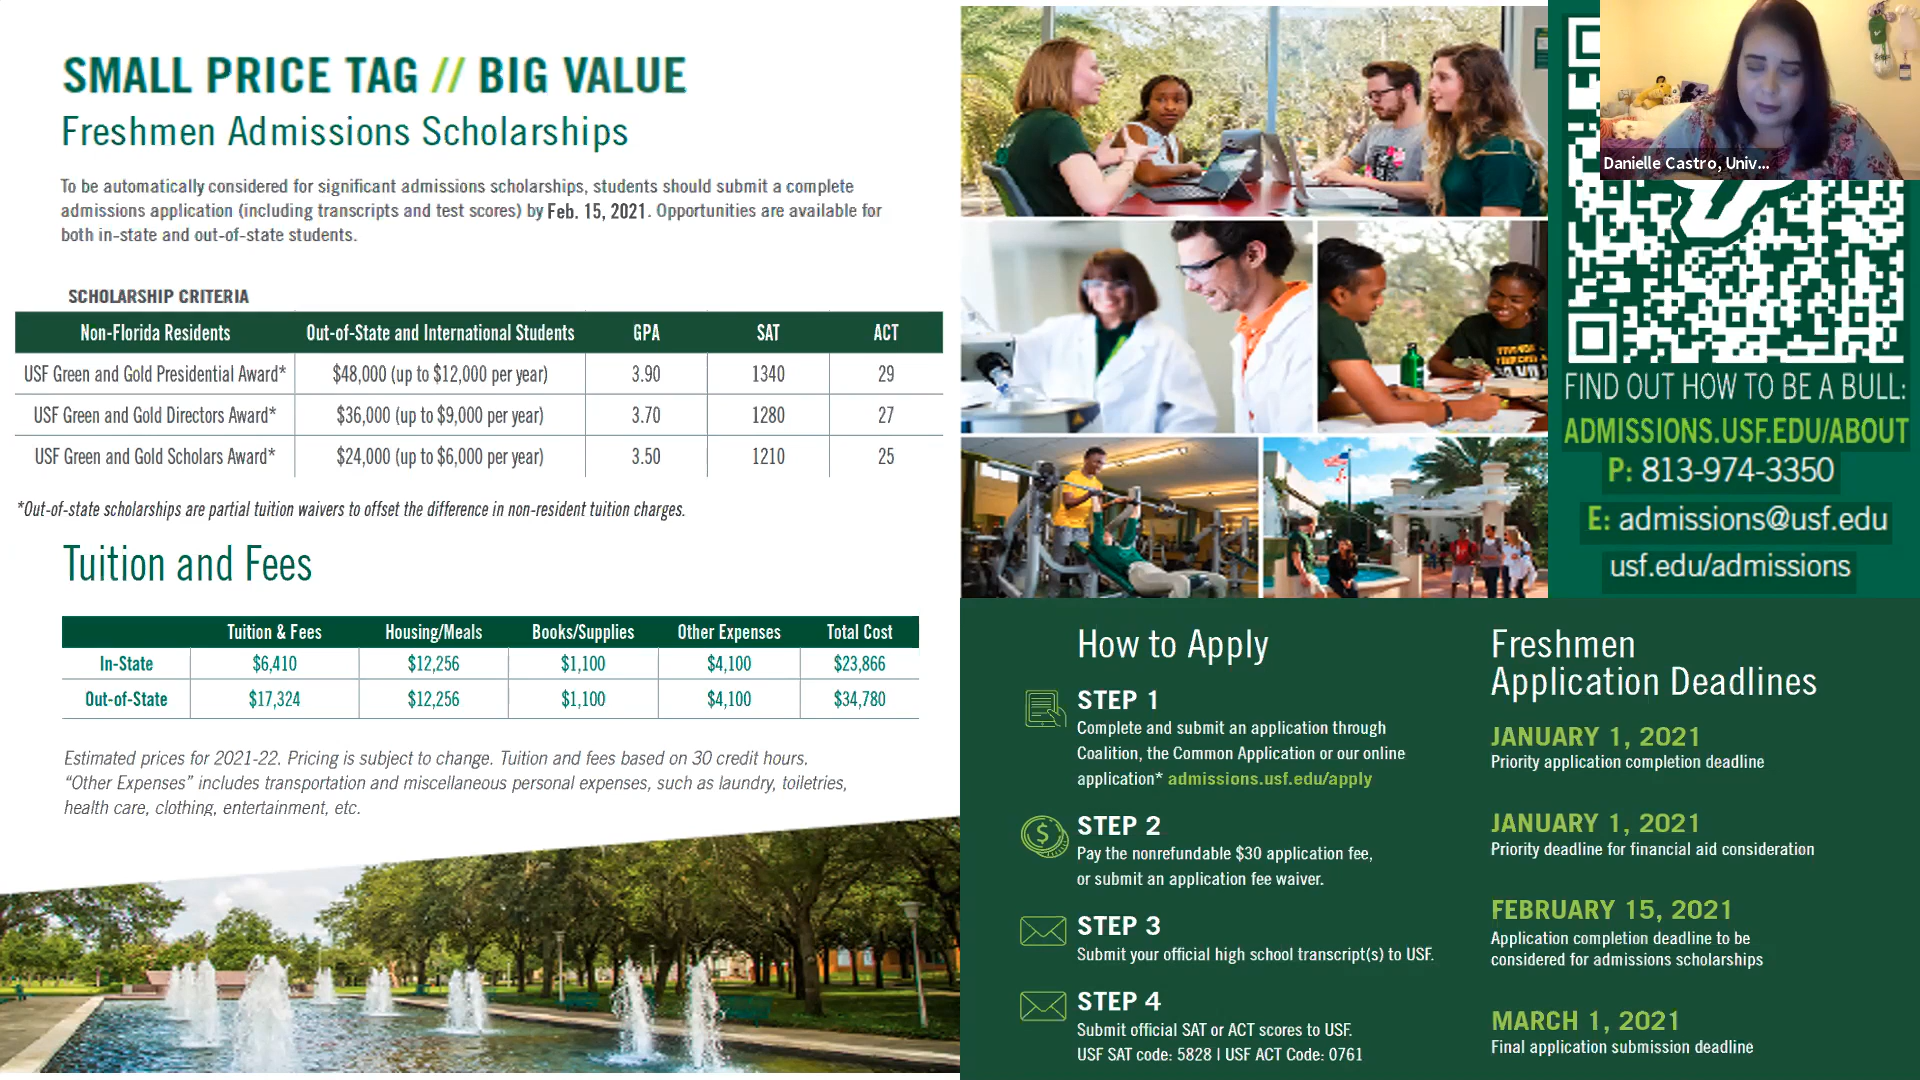 SMALL PRICE TAG // BIG VALUE
Freshmen Admissions Scholarships
To be automatically considered for significant admissions scholarships, students should submit a complete
admissions application (including transcripts and test scores) by Feb. 15, 2021. Opportunities are available for
both in-state and out-of-state students.
SCHOLARSHIP CRITERIA
Non-Florida Residents Out-of-State and International Students GPA SAT ACT
USF Green and Gold Presidential Award* $48,000 (up to $12,000 per year) 3.90 1340 29
USF Green and Gold Directors Award* $36,000 (up to $9,000 per year) 3.70 1280 27
USF Green and Gold Scholars Award* $24,000 (up to $6,000 per year) 3.50 1210 25
*Out-of-state scholarships are partial tuition waivers to offset the difference in non-resident tuition charges.
Tuition and Fees
Tuition & Fees Housing/Meals Books/Supplies Other Expenses Total Cost
In-State $6,410 $12,256 $1,100 $4,100 $23,866
Out-of-State $17,324 $12,256 $1,100 $4,100 $34,780
Estimated prices for 2021-22. Pricing is subject to change. Tuition and fees based on 30 credit hours.
"Other Expenses" includes transportation and miscellaneous personal expenses, such as laundry, toiletries,
health care, clothing, entertainment, etc.
Danielle Castro, Univ...
FIND OUT HOW TO BE A BULL:
ADMISSIONS.USF.EDU/ABOUT
P: 813-974-3350
E: admissions@usf.edu
usf.edu/admissions
How to Apply
STEP 1
Complete and submit an application through
Coalition, the Common Application or our online
application* admissions.usf.edu/apply
STEP 2
Pay the nonrefundable $30 application fee,
or submit an application fee waiver.
STEP 3
Submit your official high school transcript(s) to USF.
STEP 4
Submit official SAT or ACT scores to USF.
USF SAT code: 5828 | USF ACT Code: 0761
Freshmen
Application Deadlines
JANUARY 1, 2021
Priority application completion deadline
JANUARY 1, 2021
Priority deadline for financial aid consideration
FEBRUARY 15, 2021
Application completion deadline to be
considered for admissions scholarships
MARCH 1, 2021
Final application submission deadline